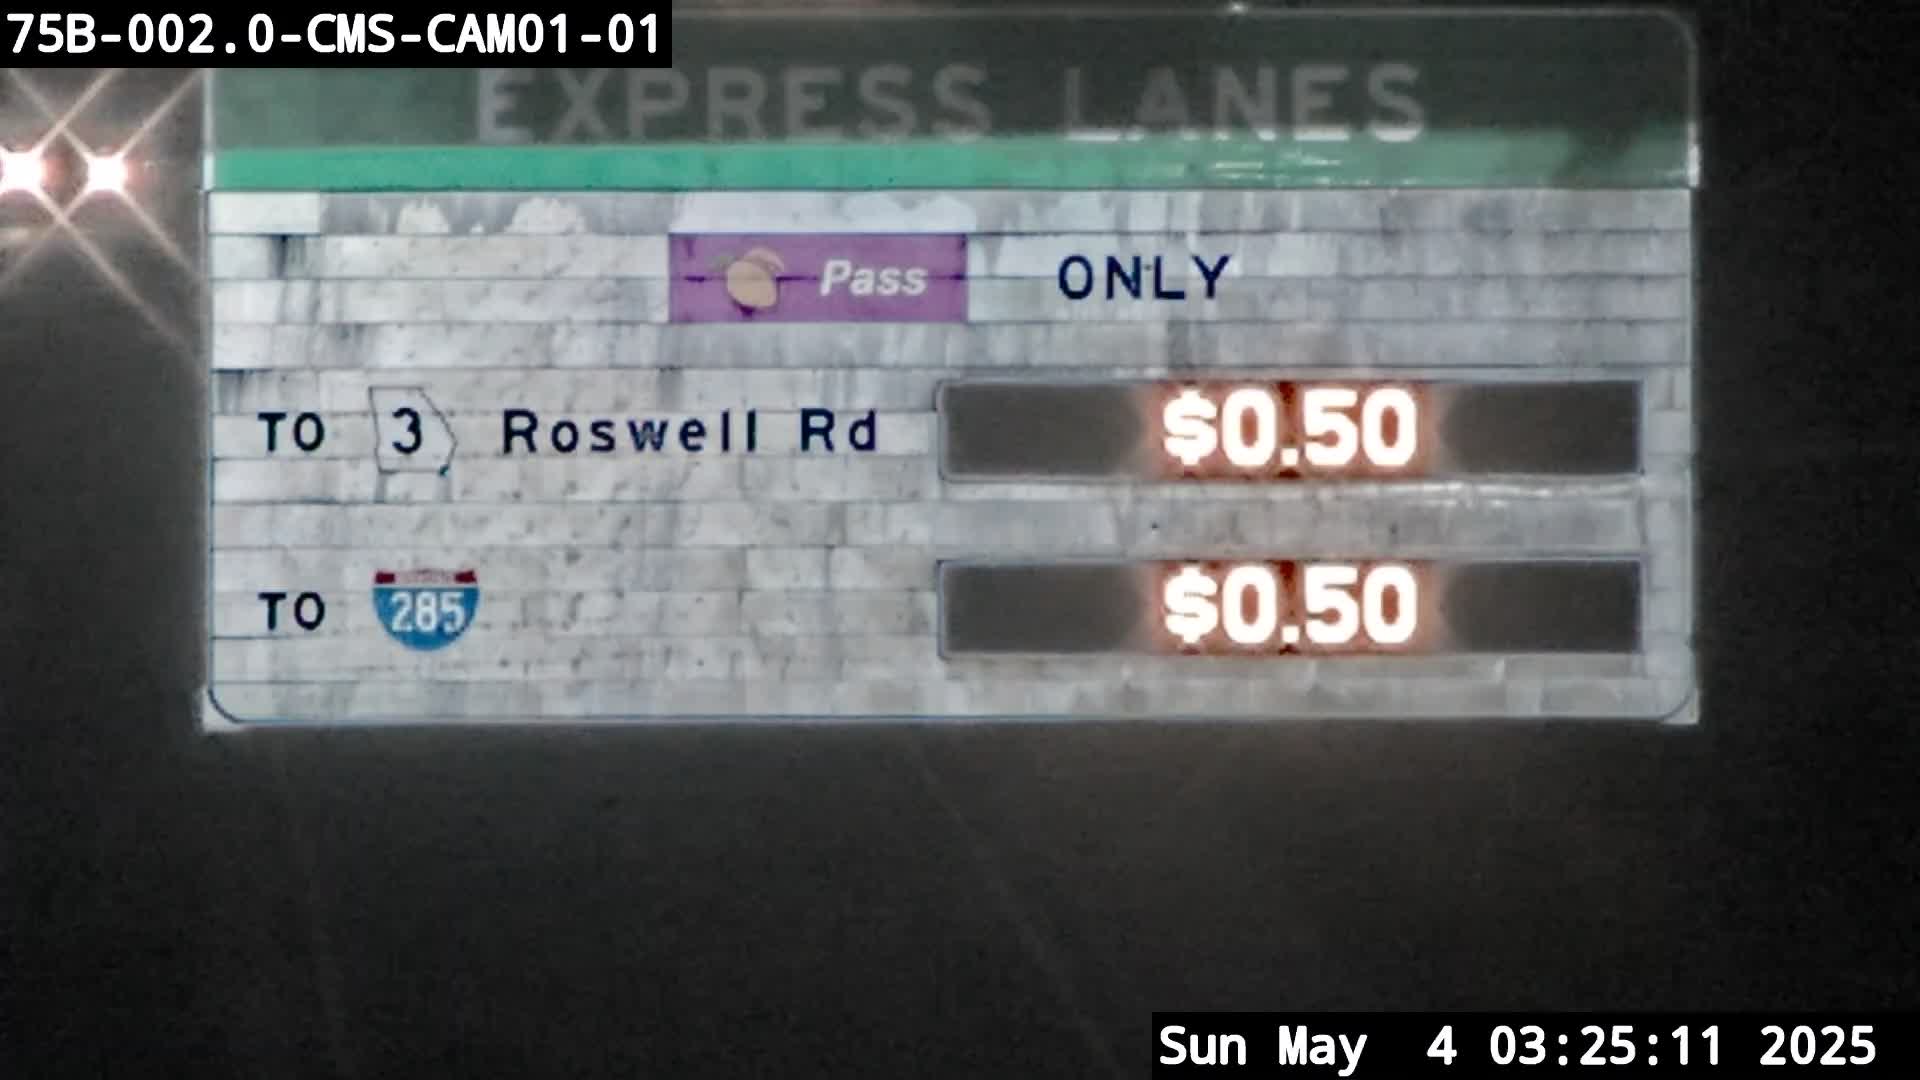 75B-002.0-CMS-CAM01-01
EXPRESS LANES
Pass ONLY
TO 3 Roswell Rd $0.50
TO 285 $0.50
Sun May 4 03:25:11 2025